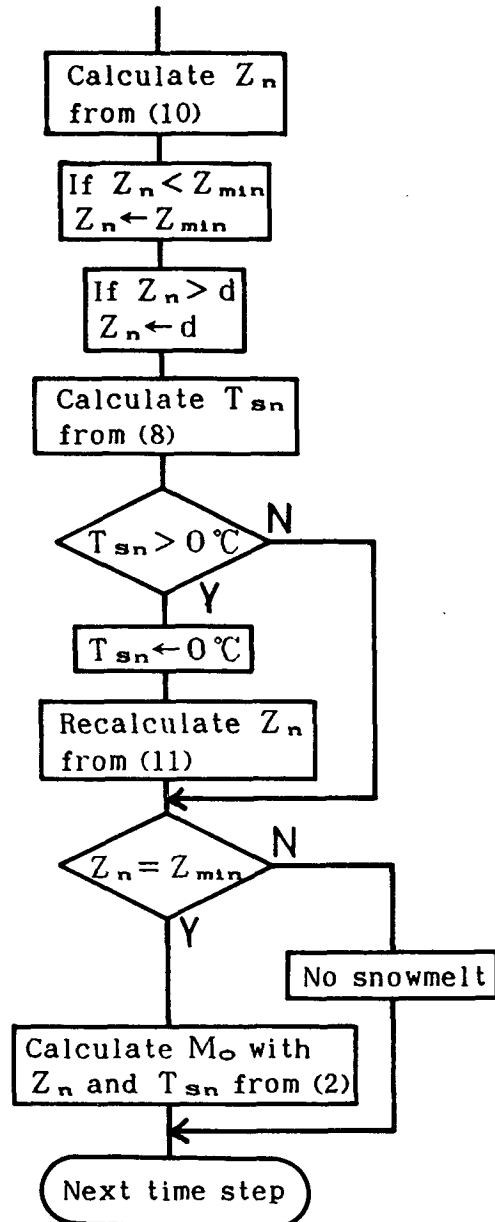 Calculate Zn
from (10)
If Zn < Zmin
Zn ← Zmin
If Zn > d
Zn ← d
Calculate Tsn
from (8)
Tsn > 0℃
N
Y
Tsn ← 0℃
Recalculate Zn
from (11)
Zn = Zmin
N
Y
No snowmelt
Calculate Mo with
Zn and Tsn from (2)
Next time step